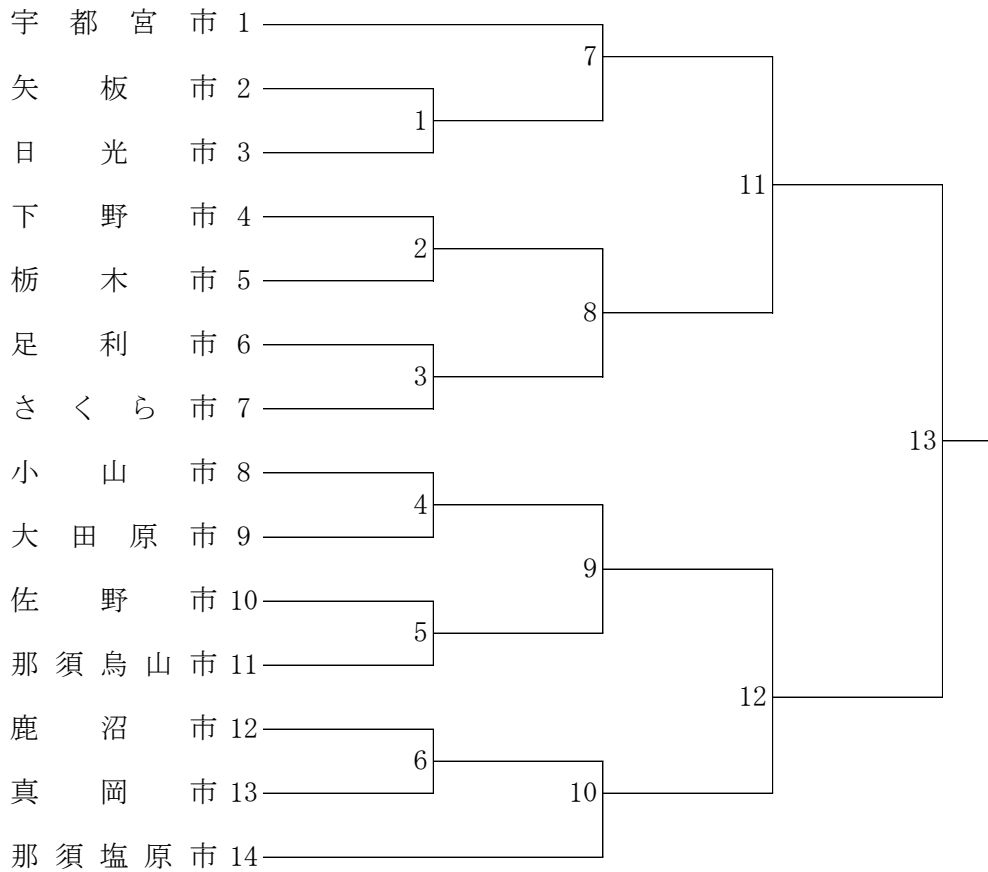 宇都宮市 1
7
矢板市 2
1
日光市 3
11
下野市 4
2
栃木市 5
8
足利市 6
3
さくら市 7
13
小山市 8
4
大田原市 9
9
佐野市 10
5
那須烏山市 11
12
鹿沼市 12
6
真岡市 13
10
那須塩原市 14